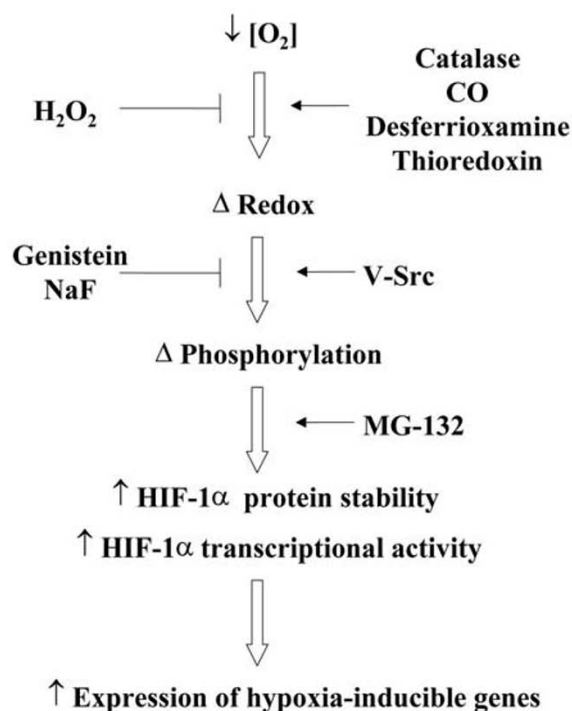 ↓ [O₂]
H₂O₂
Catalase
CO
Desferrioxamine
Thioredoxin
Δ Redox
Genistein
NaF
V-Src
Δ Phosphorylation
MG-132
↑ HIF-1α protein stability
↑ HIF-1α transcriptional activity
↑ Expression of hypoxia-inducible genes